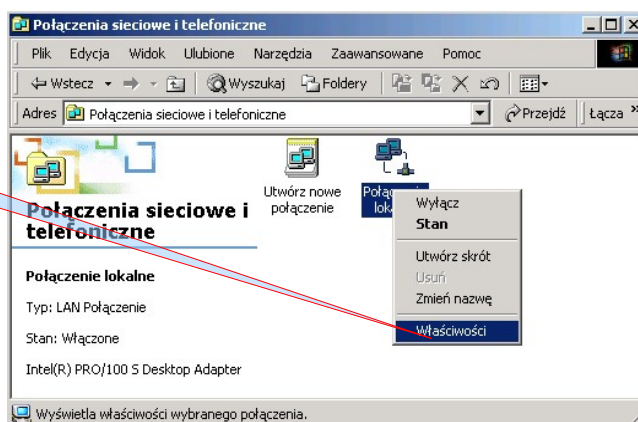 Połączenia sieciowe i telefoniczne
Plik Edycja Widok Ulubione Narzędzia Zaawansowane Pomoc
Wstecz Wyszukaj Foldery
Adres Połączenia sieciowe i telefoniczne Przejdź Łącza »
Utwórz nowe
połączenie
Połączenia sieciowe i
telefoniczne
Wyłącz
Stan
Utwórz skrót
Usuń
Zmień nazwę
Właściwości
Połączenie lokalne
Typ: LAN Połączenie
Stan: Włączone
Intel(R) PRO/100 S Desktop Adapter
Wyświetla właściwości wybranego połączenia.